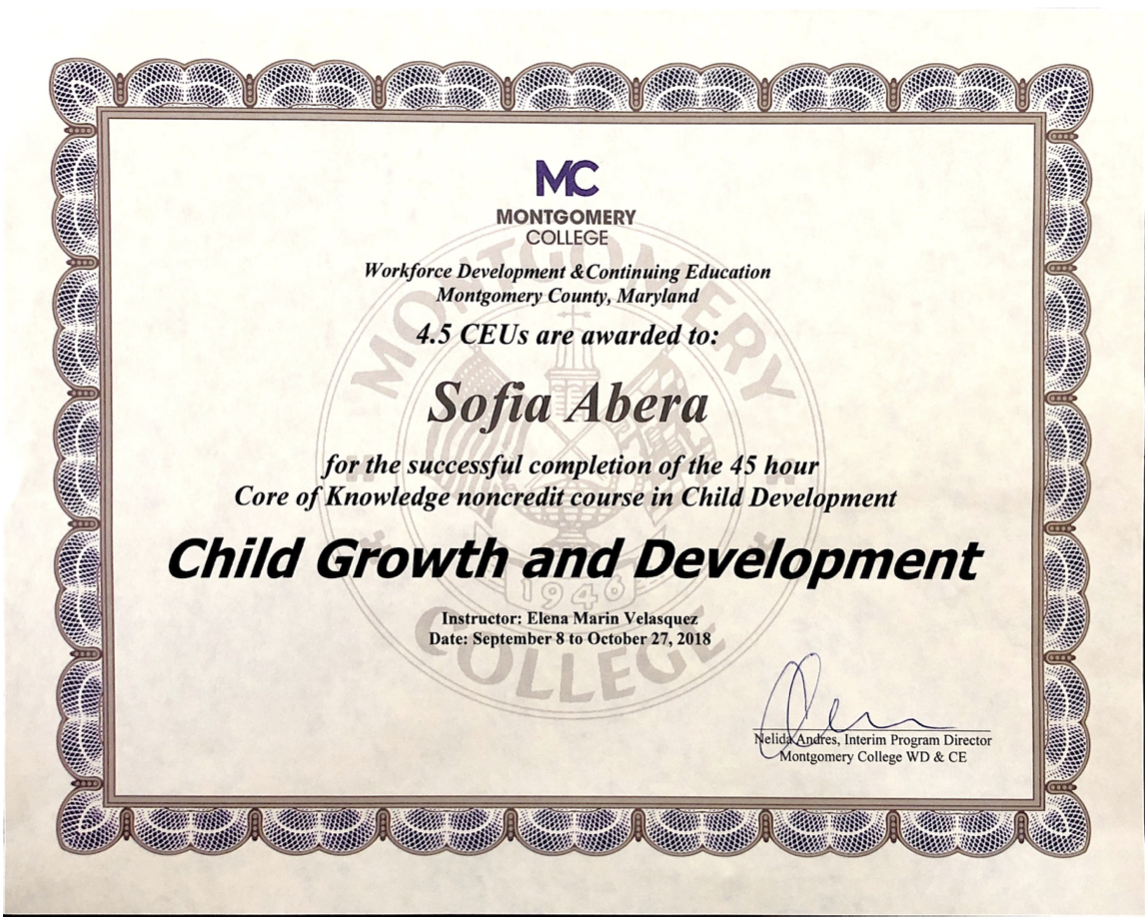 MC
MONTGOMERY
COLLEGE
Workforce Development &Continuing Education
Montgomery County, Maryland
4.5 CEUs are awarded to:
Sofia Abera
for the successful completion of the 45 hour
Core of Knowledge noncredit course in Child Development
Child Growth and Development
Instructor: Elena Marin Velasquez
Date: September 8 to October 27, 2018
Nelida Andres, Interim Program Director
Montgomery College WD & CE
MONTGOMERY
1946
COLLEGE